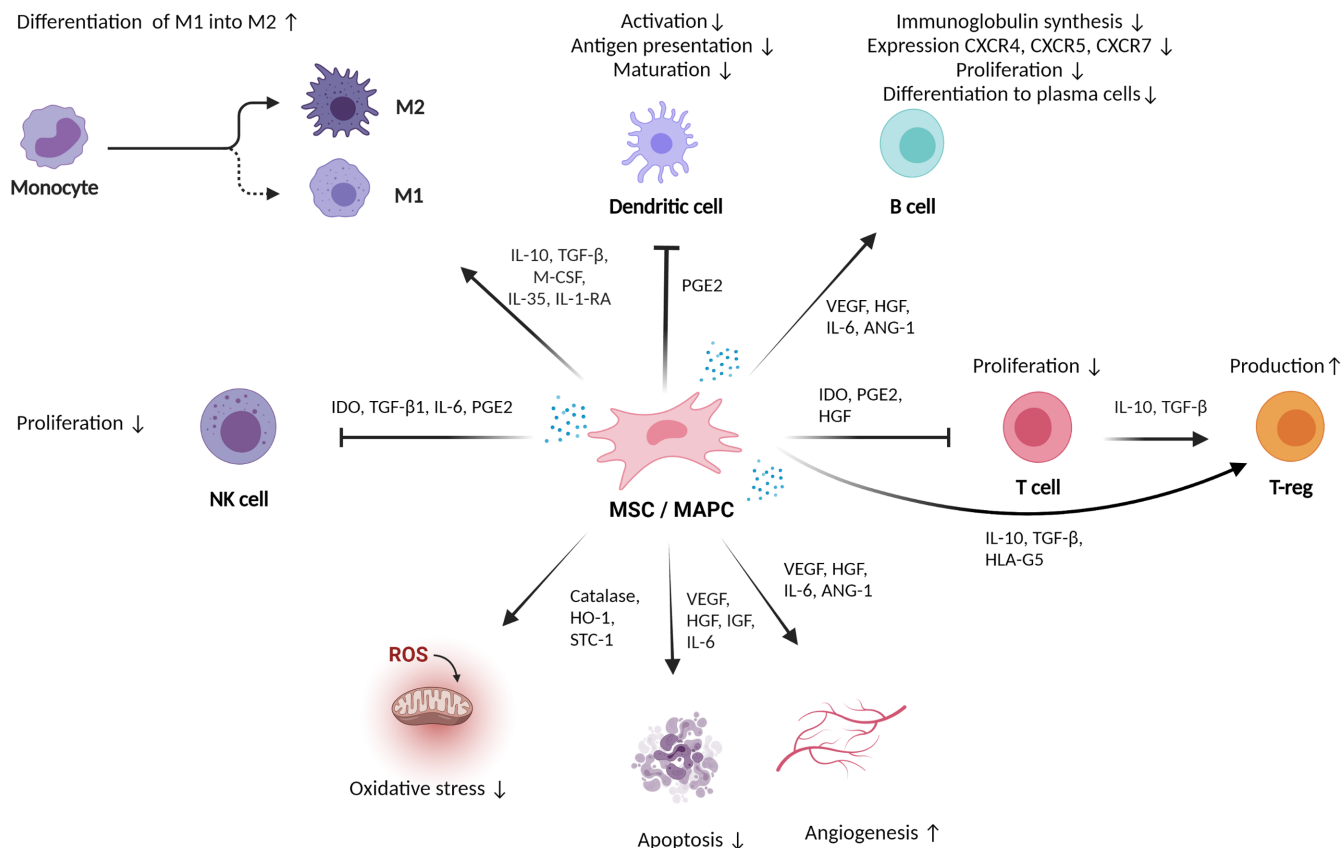 Differentiation of M1 into M2 ↑
Monocyte
M2
M1
Activation ↓
Antigen presentation ↓
Maturation ↓
Dendritic cell
Immunoglobulin synthesis ↓
Expression CXCR4, CXCR5, CXCR7 ↓
Proliferation ↓
Differentiation to plasma cells ↓
B cell
IL-10, TGF-β,
M-CSF,
IL-35, IL-1-RA
PGE2
VEGF, HGF,
IL-6, ANG-1
Proliferation ↓
NK cell
IDO, TGF-β1, IL-6, PGE2
MSC / MAPC
IDO, PGE2,
HGF
Proliferation ↓
T cell
IL-10, TGF-β
Production ↑
T-reg
IL-10, TGF-β,
HLA-G5
Catalase,
HO-1,
STC-1
VEGF,
HGF, IGF,
IL-6
VEGF, HGF,
IL-6, ANG-1
ROS
Oxidative stress ↓
Apoptosis ↓
Angiogenesis ↑